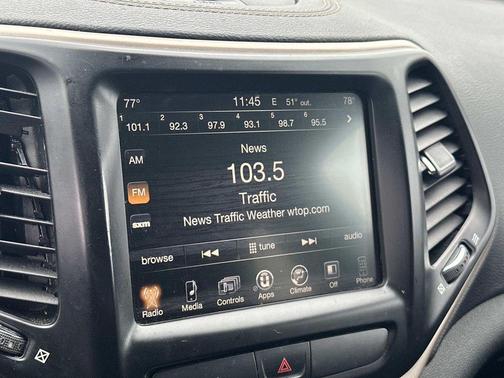 77° 11:45 E 51° out. 78°
1 101.1 2 92.3 3 97.9 4 93.1 5 98.7 6 95.5
News
AM
103.5
FM
Traffic
sxm
News Traffic Weather wtop.com
browse tune audio
Radio Media Controls Apps Climate Off Phone